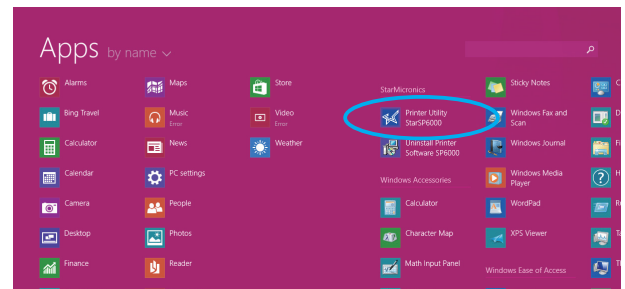 Apps by name
Alarms
Bing Travel
Calculator
Calendar
Camera
Desktop
Finance
Maps
Music
Error
News
PC settings
People
Photos
Reader
Store
Video
Error
Weather
StarMicronics
Printer Utility
StarSP6000
Uninstall Printer
Software SP6000
Windows Accessories
Calculator
Character Map
Math Input Panel
Sticky Notes
Windows Fax and
Scan
Windows Journal
Windows Media
Player
WordPad
XPS Viewer
Windows Ease of Access